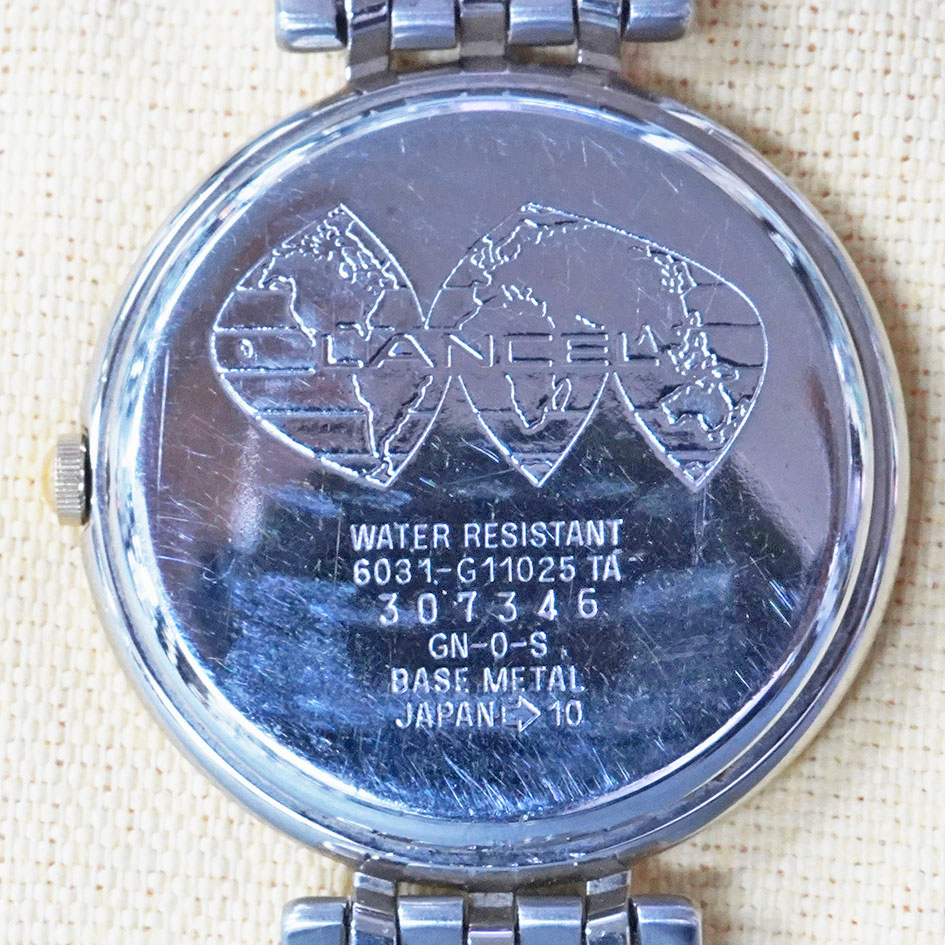 LANCEL
WATER RESISTANT
6031-G11025 TA
307346
GN-0-S
BASE METAL
JAPAN 10